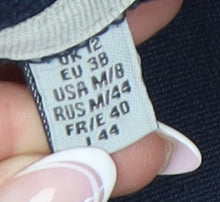 UK 12
EU 38
USA M/8
RUS M/44
FR/E 40
I 44